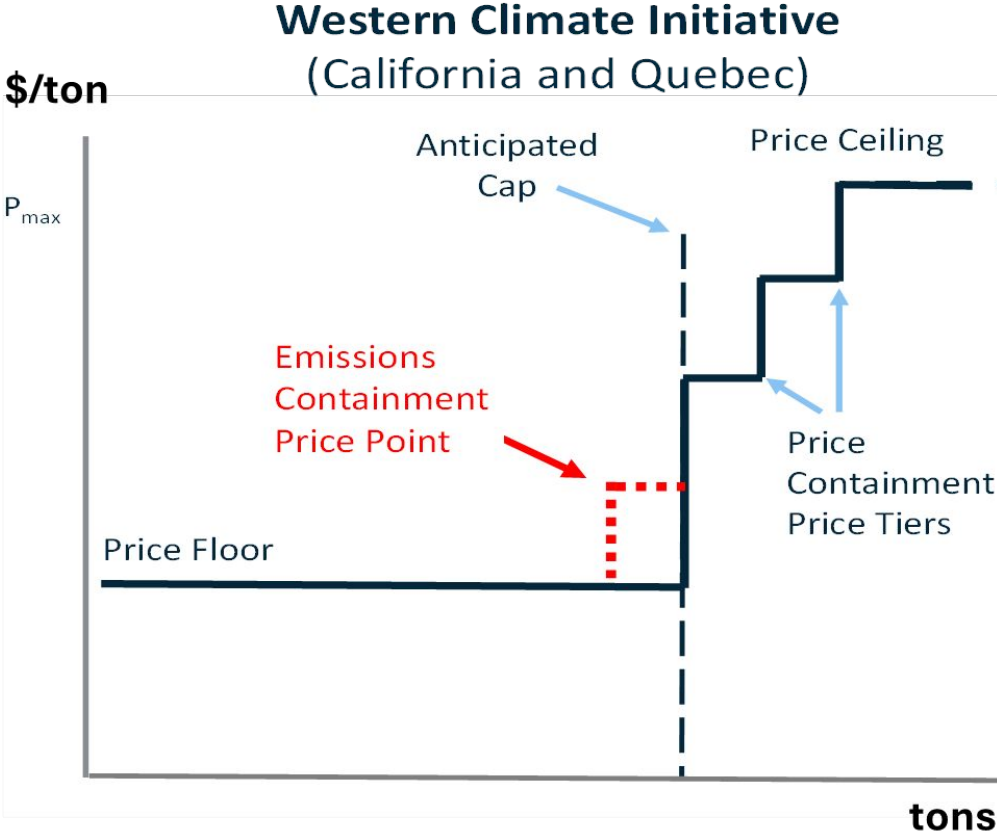 Western Climate Initiative
(California and Quebec)
$/ton
Anticipated
Cap
Price Ceiling
Pmax
Emissions
Containment
Price Point
Price
Containment
Price Tiers
Price Floor
tons